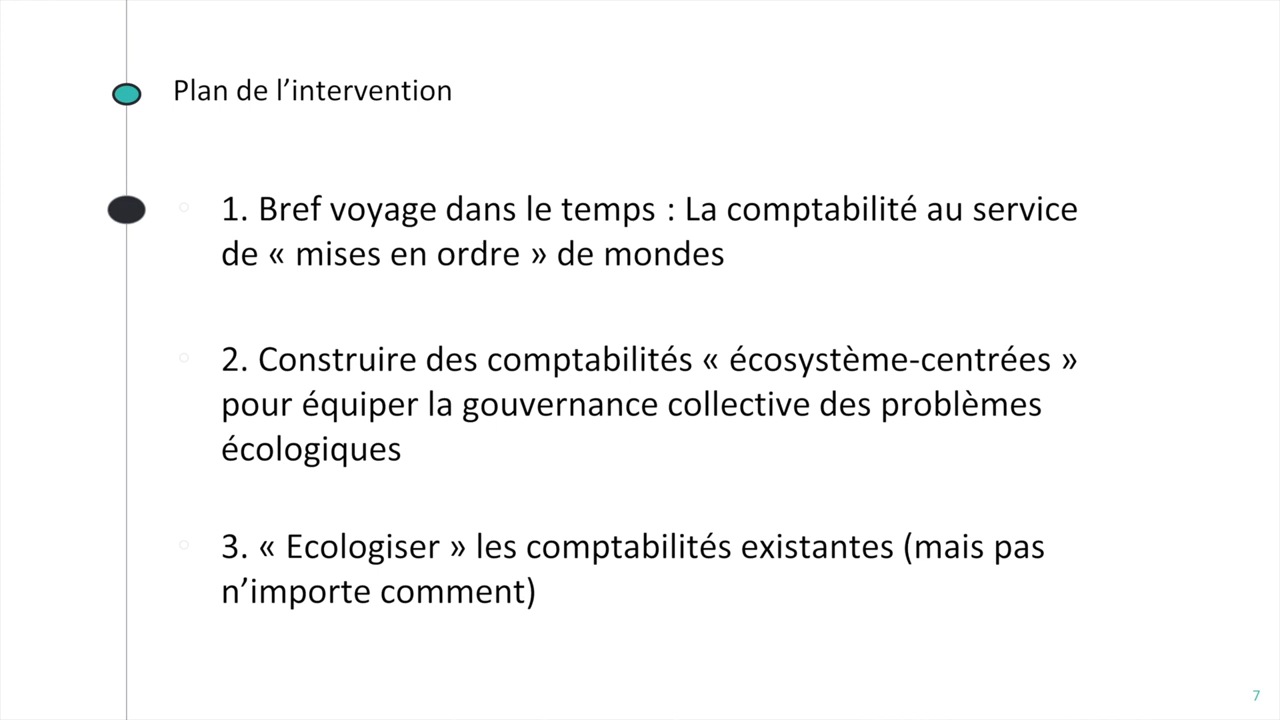 Plan de l’intervention
1. Bref voyage dans le temps : La comptabilité au service
de « mises en ordre » de mondes
2. Construire des comptabilités « écosystème-centrées »
pour équiper la gouvernance collective des problèmes
écologiques
3. « Ecologiser » les comptabilités existantes (mais pas
n’importe comment)
7